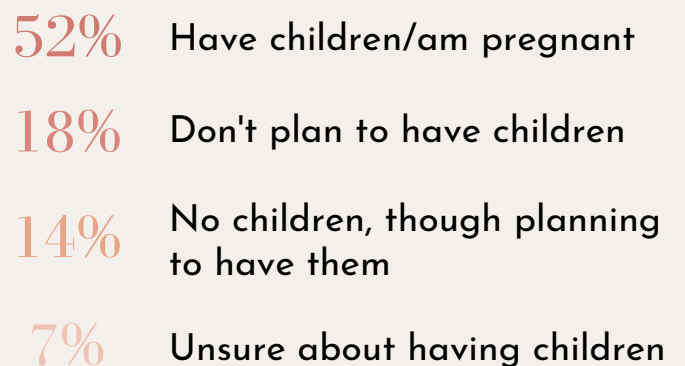 52% Have children/am pregnant
18% Don't plan to have children
14% No children, though planning
to have them
7% Unsure about having children